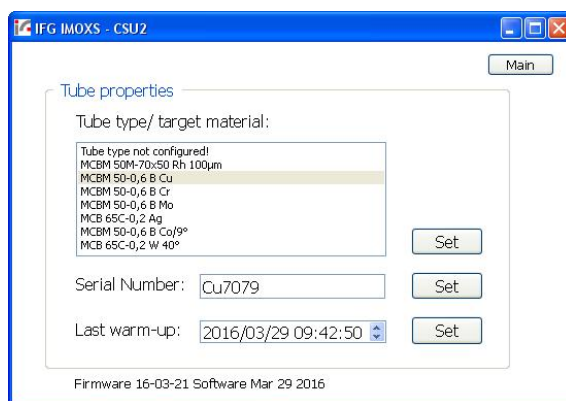 IFG IMOXS - CSU2
Main
Tube properties
Tube type/ target material:
Tube type not configured!
MCBM 50M-70x50 Rh 100µm
MCBM 50-0,6 B Cu
MCBM 50-0,6 B Cr
MCBM 50-0,6 B Mo
MCB 65C-0,2 Ag
MCBM 50-0,6 B Co/9°
MCB 65C-0,2 W 40°
Set
Serial Number: Cu7079 Set
Last warm-up: 2016/03/29 09:42:50 Set
Firmware 16-03-21 Software Mar 29 2016